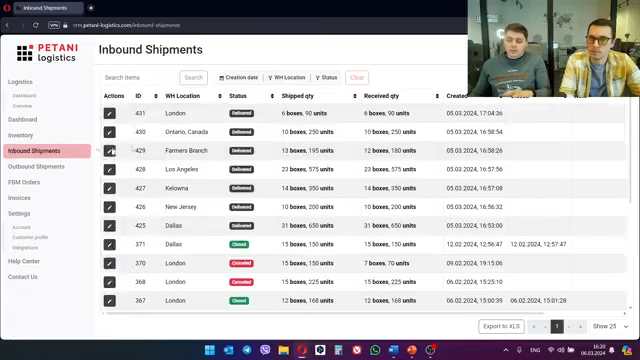 crm.petani-logistics.com/inbound-shipments
VPN
PETANI
logistics
Logistics
Dashboard
Overview
Dashboard
Inventory
Inbound Shipments
Outbound Shipments
FBM Orders
Invoices
Settings
Account
Customer profile
Integrations
Help Center
Contact Us
Inbound Shipments
Search items
Search
Creation date
WH Location
Status
Clear
Actions ID WH Location Status Shipped qty Received qty Created
431 London Delivered 6 boxes, 90 units 6 boxes, 90 units 05.03.2024, 17:04:36
430 Ontario, Canada Delivered 10 boxes, 250 units 10 boxes, 250 units 05.03.2024, 16:58:54
429 Farmers Branch Delivered 13 boxes, 195 units 12 boxes, 180 units 05.03.2024, 16:58:26
428 Los Angeles Delivered 23 boxes, 575 units 23 boxes, 575 units 05.03.2024, 16:57:56
427 Kelowna Delivered 14 boxes, 350 units 14 boxes, 350 units 05.03.2024, 16:57:08
426 New Jersey Delivered 10 boxes, 200 units 10 boxes, 200 units 05.03.2024, 16:56:32
425 Dallas Delivered 31 boxes, 650 units 31 boxes, 650 units 05.03.2024, 16:53:00
371 Dallas Closed 15 boxes, 150 units 15 boxes, 150 units 12.02.2024, 12:56:47 12.02.2024, 12:57:47
370 London Canceled 15 boxes, 150 units 7 boxes, 70 units 09.02.2024, 19:15:06
368 London Canceled 15 boxes, 225 units 15 boxes, 225 units 06.02.2024, 15:25:10
367 London Closed 12 boxes, 168 units 12 boxes, 168 units 06.02.2024, 15:00:39 06.02.2024, 15:01:28
Export to XLS
« ‹ 1 › »
Show 25
ENG
16:20
06.03.2024